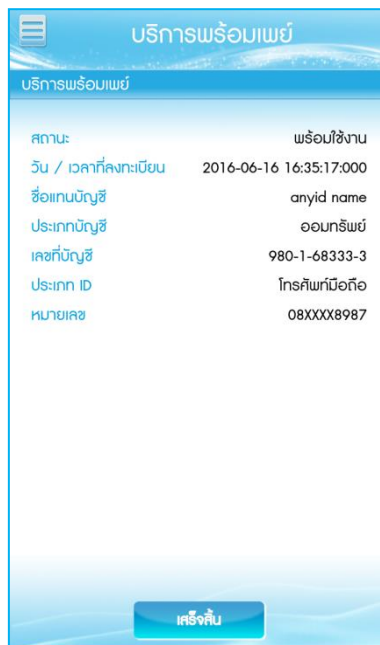 บริการพร้อมเพย์
บริการพร้อมเพย์
สถานะ พร้อมใช้งาน
วัน / เวลาที่ลงทะเบียน 2016-06-16 16:35:17:000
ชื่อแทนบัญชี anyid name
ประเภทบัญชี ออมทรัพย์
เลขที่บัญชี 980-1-68333-3
ประเภท ID โทรศัพท์มือถือ
หมายเลข 08XXXX8987
เสร็จสิ้น